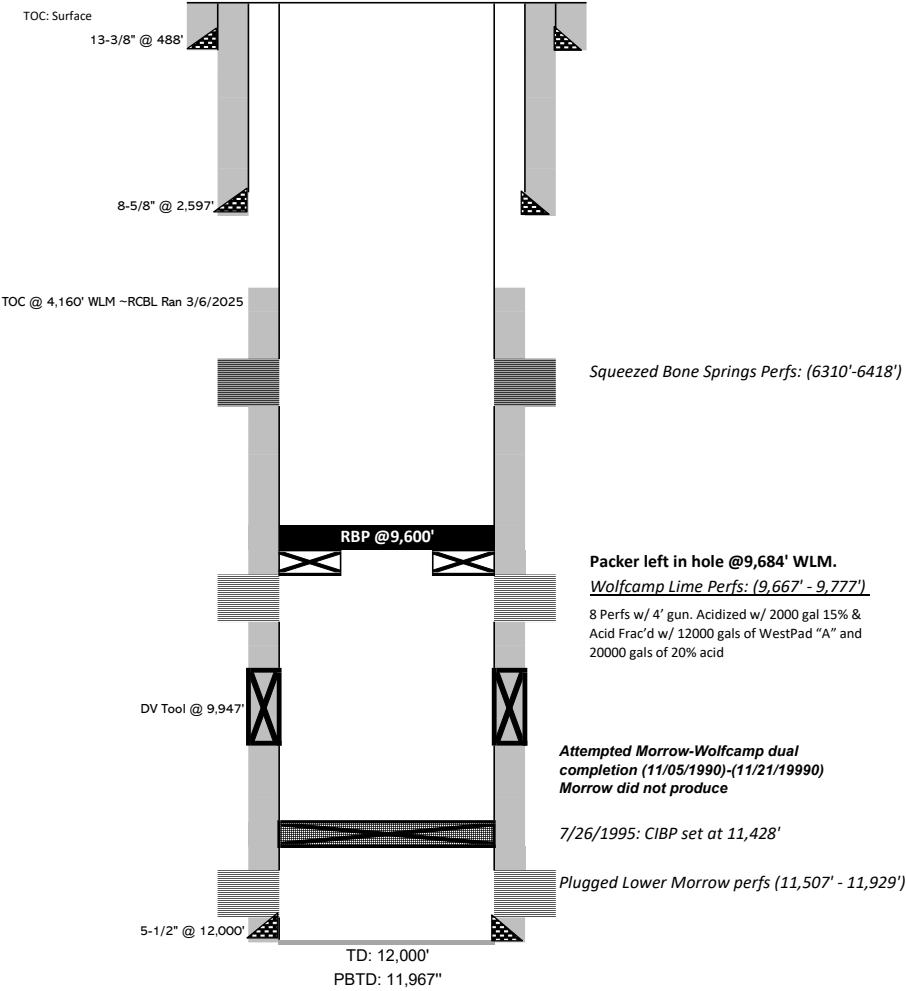 TOC: Surface
13-3/8" @ 488'
8-5/8" @ 2,597'
TOC @ 4,160' WLM ~RCBL Ran 3/6/2025
Squeezed Bone Springs Perfs: (6310'-6418')
RBP @9,600'
Packer left in hole @9,684' WLM.
Wolfcamp Lime Perfs: (9,667' - 9,777')
8 Perfs w/ 4’ gun. Acidized w/ 2000 gal 15% &
Acid Frac’d w/ 12000 gals of WestPad “A” and
20000 gals of 20% acid
DV Tool @ 9,947'
Attempted Morrow-Wolfcamp dual
completion (11/05/1990)-(11/21/19990)
Morrow did not produce
7/26/1995: CIBP set at 11,428'
Plugged Lower Morrow perfs (11,507' - 11,929')
5-1/2" @ 12,000'
TD: 12,000'
PBTD: 11,967"